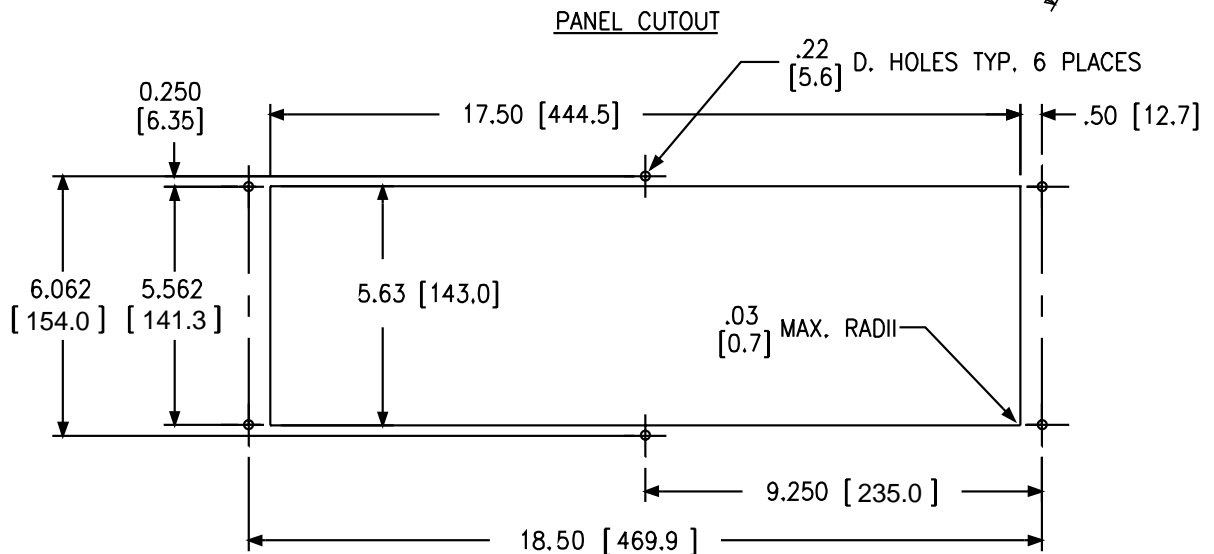 PANEL CUTOUT
.22
[5.6] D. HOLES TYP. 6 PLACES
0.250
[6.35]
17.50 [444.5]
.50 [12.7]
6.062
[ 154.0 ]
5.562
[ 141.3 ]
5.63 [143.0]
.03
[0.7] MAX. RADII
9.250 [ 235.0 ]
18.50 [ 469.9 ]